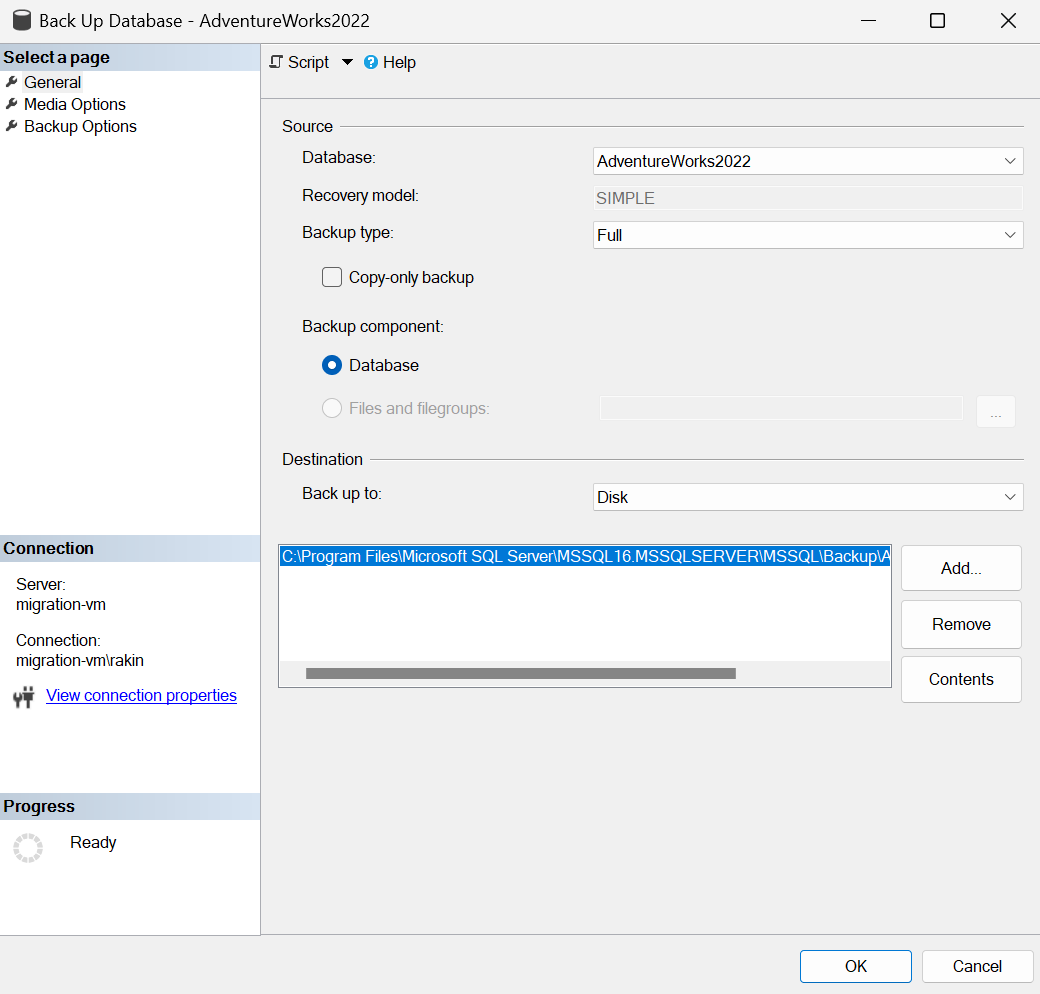 Back Up Database - AdventureWorks2022
Select a page
General
Media Options
Backup Options
Script
Help
Source
Database:
AdventureWorks2022
Recovery model:
SIMPLE
Backup type:
Full
Copy-only backup
Backup component:
Database
Files and filegroups:
...
Destination
Back up to:
Disk
C:\Program Files\Microsoft SQL Server\MSSQL16.MSSQLSERVER\MSSQL\Backup\A
Add...
Remove
Contents
Connection
Server:
migration-vm
Connection:
migration-vm\rakin
View connection properties
Progress
Ready
OK
Cancel